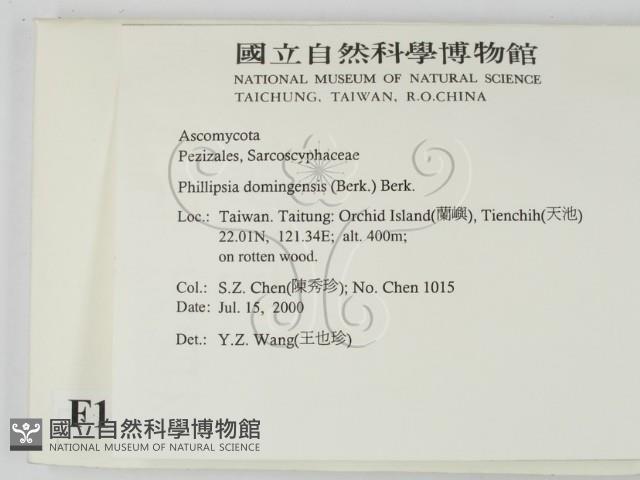 國立自然科學博物館
NATIONAL MUSEUM OF NATURAL SCIENCE
TAICHUNG, TAIWAN, R.O.CHINA
Ascomycota
Pezizales, Sarcoscyphaceae
Phillipsia domingensis (Berk.) Berk.
Loc.: Taiwan. Taitung: Orchid Island(蘭嶼), Tienchih(天池)
22.01N, 121.34E; alt. 400m;
on rotten wood.
Col.: S.Z. Chen(陳秀珍); No. Chen 1015
Date: Jul. 15, 2000
Det.: Y.Z. Wang(王也珍)
國立自然科學博物館
NATIONAL MUSEUM OF NATURAL SCIENCE